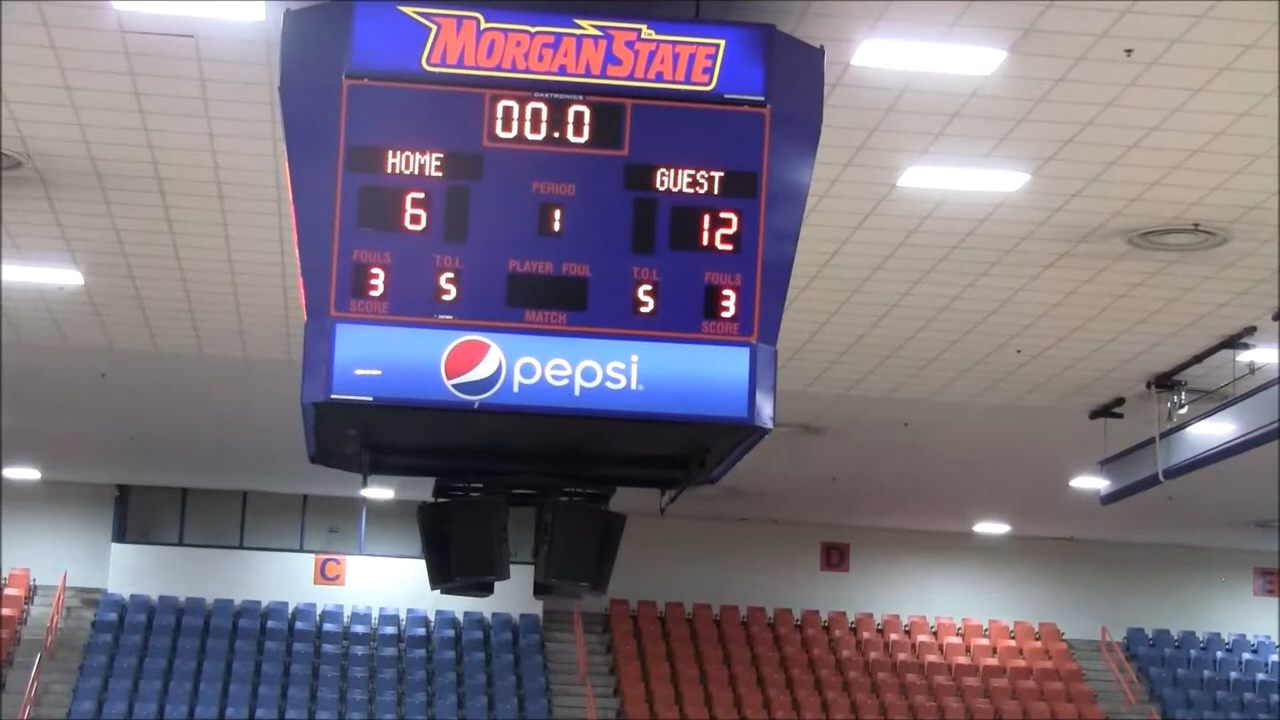 MORGAN STATE™
DAKTRONICS
00.0
HOME
GUEST
PERIOD
6
1
12
FOULS
T.O.L.
PLAYER FOUL
T.O.L.
FOULS
3
5
5
3
SCORE
MATCH
SCORE
pepsi
C
D
E